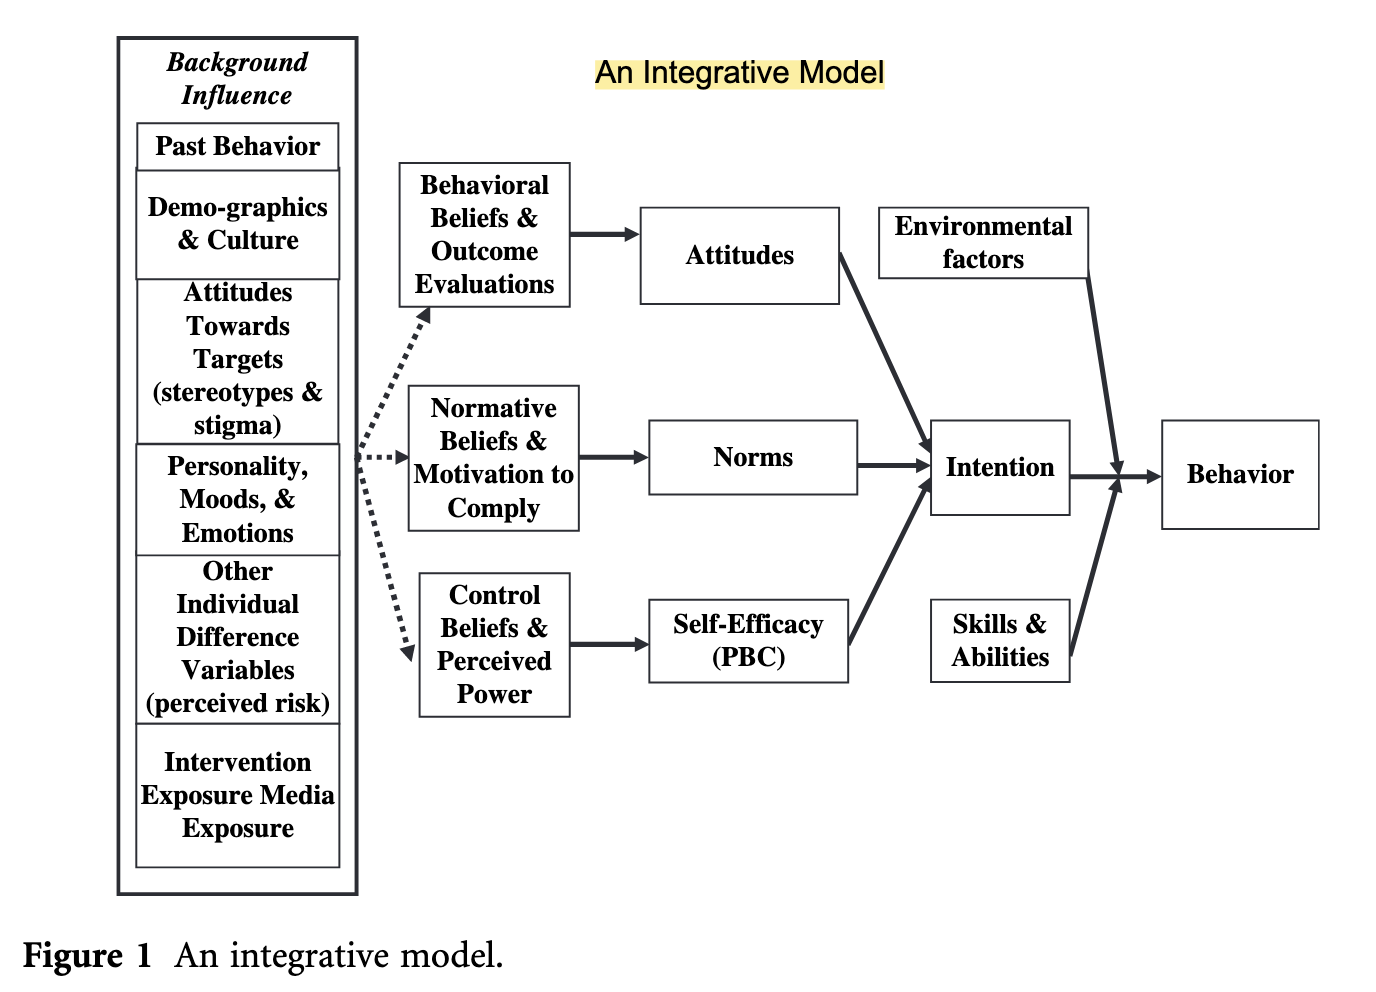 An Integrative Model
Background
Influence
Past Behavior
Demo-graphics
& Culture
Attitudes
Towards
Targets
(stereotypes &
stigma)
Personality,
Moods, &
Emotions
Other
Individual
Difference
Variables
(perceived risk)
Intervention
Exposure Media
Exposure
Behavioral
Beliefs &
Outcome
Evaluations
Normative
Beliefs &
Motivation to
Comply
Control
Beliefs &
Perceived
Power
Attitudes
Norms
Self-Efficacy
(PBC)
Environmental
factors
Intention
Skills &
Abilities
Behavior
Figure 1 An integrative model.